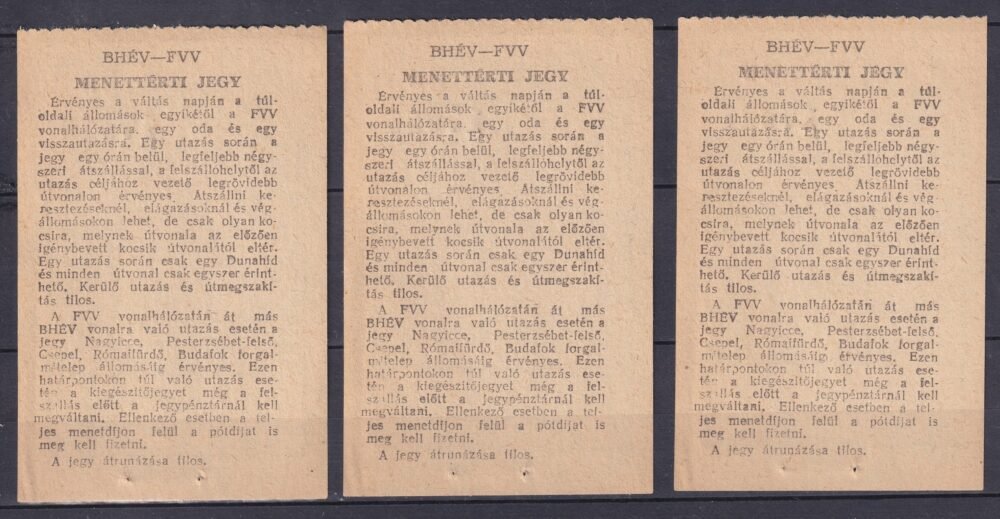 BHÉV—FVV
MENETTÉRTI JEGY
Érvényes a váltás napján a túl-
oldali állomások egyikétől a FVV
vonalhálózatára, egy oda és egy
visszautazásra. Egy utazás során a
jegy egy órán belül, legfeljebb négy-
szeri átszállással, a felszállóhelytől az
utazás céljához vezető legrövidebb
útvonalon érvényes. Átszállni ke-
resztezéseknél, elágazásoknál és vég-
állomásokon lehet, de csak olyan ko-
csira, melynek útvonala az előzően
igénybevett kocsik útvonalától eltér.
Egy utazás során csak egy Dunahíd
és minden útvonal csak egyszer érint-
hető. Kerülő utazás és útmegszakí-
tás tilos.
A FVV vonalhálózatán át más
BHÉV vonalra való utazás esetén a
jegy Nagyicce, Pesterzsébet-felső,
Csepel, Rómaifürdő, Budafok forgal-
mitelep állomásáig érvényes. Ezen
határpontokon túl való utazás ese-
tén a kiegészítőjegyet még a fel-
szállás előtt a jegypénztárnál kell
megváltani. Ellenkező esetben a tel-
jes menetdíjon felül a pótdíjat is
meg kell fizetni.
A jegy átruházása tilos.
BHÉV—FVV
MENETTÉRTI JEGY
Érvényes a váltás napján a túl-
oldali állomások egyikétől a FVV
vonalhálózatára, egy oda és egy
visszautazásra. Egy utazás során a
jegy egy órán belül, legfeljebb négy-
szeri átszállással, a felszállóhelytől az
utazás céljához vezető legrövidebb
útvonalon érvényes. Átszállni ke-
resztezéseknél, elágazásoknál és vég-
állomásokon lehet, de csak olyan ko-
csira, melynek útvonala az előzően
igénybevett kocsik útvonalától eltér.
Egy utazás során csak egy Dunahíd
és minden útvonal csak egyszer érint-
hető. Kerülő utazás és útmegszakí-
tás tilos.
A FVV vonalhálózatán át más
BHÉV vonalra való utazás esetén a
jegy Nagyicce, Pesterzsébet-felső,
Csepel, Rómaifürdő, Budafok forgal-
mitelep állomásáig érvényes. Ezen
határpontokon túl való utazás ese-
tén a kiegészítőjegyet még a fel-
szállás előtt a jegypénztárnál kell
megváltani. Ellenkező esetben a tel-
jes menetdíjon felül a pótdíjat is
meg kell fizetni.
A jegy átruházása tilos.
BHÉV—FVV
MENETTÉRTI JEGY
Érvényes a váltás napján a túl-
oldali állomások egyikétől a FVV
vonalhálózatára, egy oda és egy
visszautazásra. Egy utazás során a
jegy egy órán belül, legfeljebb négy-
szeri átszállással, a felszállóhelytől az
utazás céljához vezető legrövidebb
útvonalon érvényes. Átszállni ke-
resztezéseknél, elágazásoknál és vég-
állomásokon lehet, de csak olyan ko-
csira, melynek útvonala az előzően
igénybevett kocsik útvonalától eltér.
Egy utazás során csak egy Dunahíd
és minden útvonal csak egyszer érint-
hető. Kerülő utazás és útmegszakí-
tás tilos.
A FVV vonalhálózatán át más
BHÉV vonalra való utazás esetén a
jegy Nagyicce, Pesterzsébet-felső,
Csepel, Rómaifürdő, Budafok forgal-
mitelep állomásáig érvényes. Ezen
határpontokon túl való utazás ese-
tén a kiegészítőjegyet még a fel-
szállás előtt a jegypénztárnál kell
megváltani. Ellenkező esetben a tel-
jes menetdíjon felül a pótdíjat is
meg kell fizetni.
A jegy átruházása tilos.